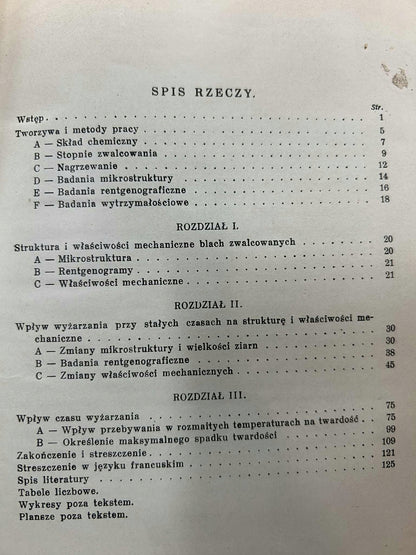 SPIS RZECZY.
Str.
Wstęp . . . . . . . . . . 1
Tworzywa i metody pracy . . . . . . . . . . 5
A — Skład chemiczny . . . . . . . . . . 7
B — Stopnie zwalcowania . . . . . . . . . . 9
C — Nagrzewanie . . . . . . . . . . 12
D — Badania mikrostruktury . . . . . . . . . . 14
E — Badania rentgenograficzne . . . . . . . . . . 16
F — Badania wytrzymałościowe . . . . . . . . . . 18
ROZDZIAŁ I.
Struktura i właściwości mechaniczne blach zwalcowanych . . . . . 20
A — Mikrostruktura . . . . . . . . . . 20
B — Rentgenogramy . . . . . . . . . . 21
C — Właściwości mechaniczne . . . . . . . . . . 21
ROZDZIAŁ II.
Wpływ wyżarzania przy stałych czasach na strukturę i właściwości me-
chaniczne . . . . . . . . . . 30
A — Zmiany mikrostruktury i wielkości ziarn . . . . . 30
B — Badania rentgenograficzne . . . . . . . . . . 38
C — Zmiany właściwości mechanicznych . . . . . . . . . . 45
ROZDZIAŁ III.
Wpływ czasu wyżarzania . . . . . . . . . . 75
A — Wpływ przebywania w rozmaitych temperaturach na twardość . 75
B — Określenie maksymalnego spadku twardości . . . . . 99
Zakończenie i streszczenie . . . . . . . . . . 109
Streszczenie w języku francuskim . . . . . . . . . . 121
Spis literatury . . . . . . . . . . 125
Tabele liczbowe.
Wykresy poza tekstem.
Plansze poza tekstem.